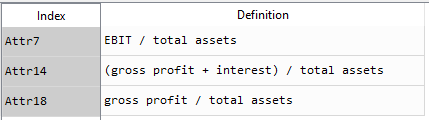 Index Definition
Attr7 EBIT / total assets
Attr14 (gross profit + interest) / total assets
Attr18 gross profit / total assets